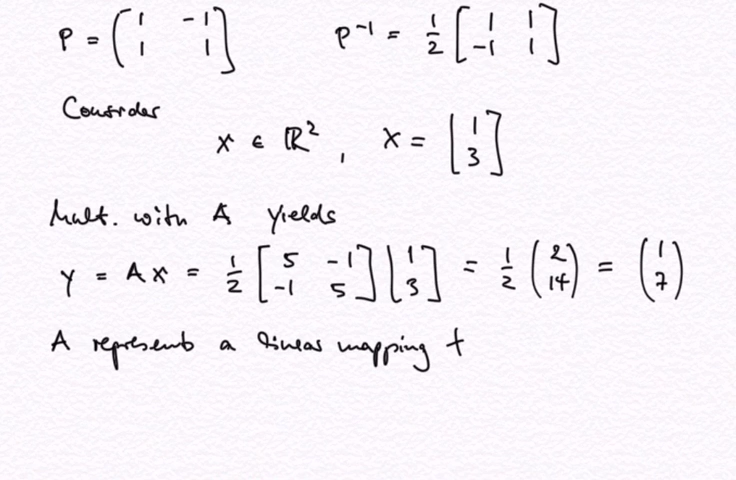 P = ( 1 -1 1 1 ] P⁻¹ = 1/2 [ 1 1 -1 1 ]
Consider
x ∈ ℝ², x = [ 1 3 ]
Mult. with A yields
y = Ax = 1/2 [ 5 -1 -1 5 ] [ 1 3 ] = 1/2 ( 2 14 ) = ( 1 7 )
A represents a linear mapping t